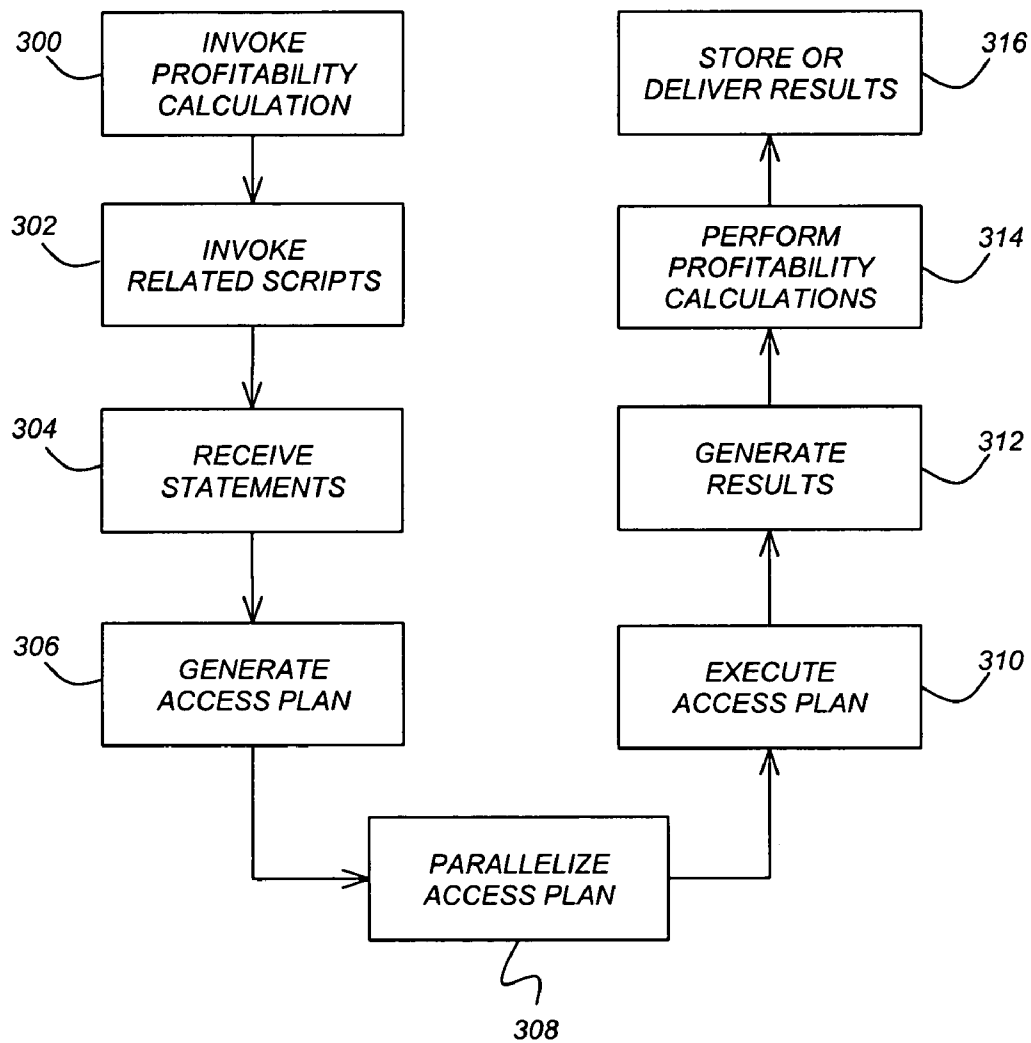 300
INVOKE
PROFITABILITY
CALCULATION
302
INVOKE
RELATED SCRIPTS
304
RECEIVE
STATEMENTS
306
GENERATE
ACCESS PLAN
PARALLELIZE
ACCESS PLAN
308
EXECUTE
ACCESS PLAN
310
GENERATE
RESULTS
312
PERFORM
PROFITABILITY
CALCULATIONS
314
STORE OR
DELIVER RESULTS
316